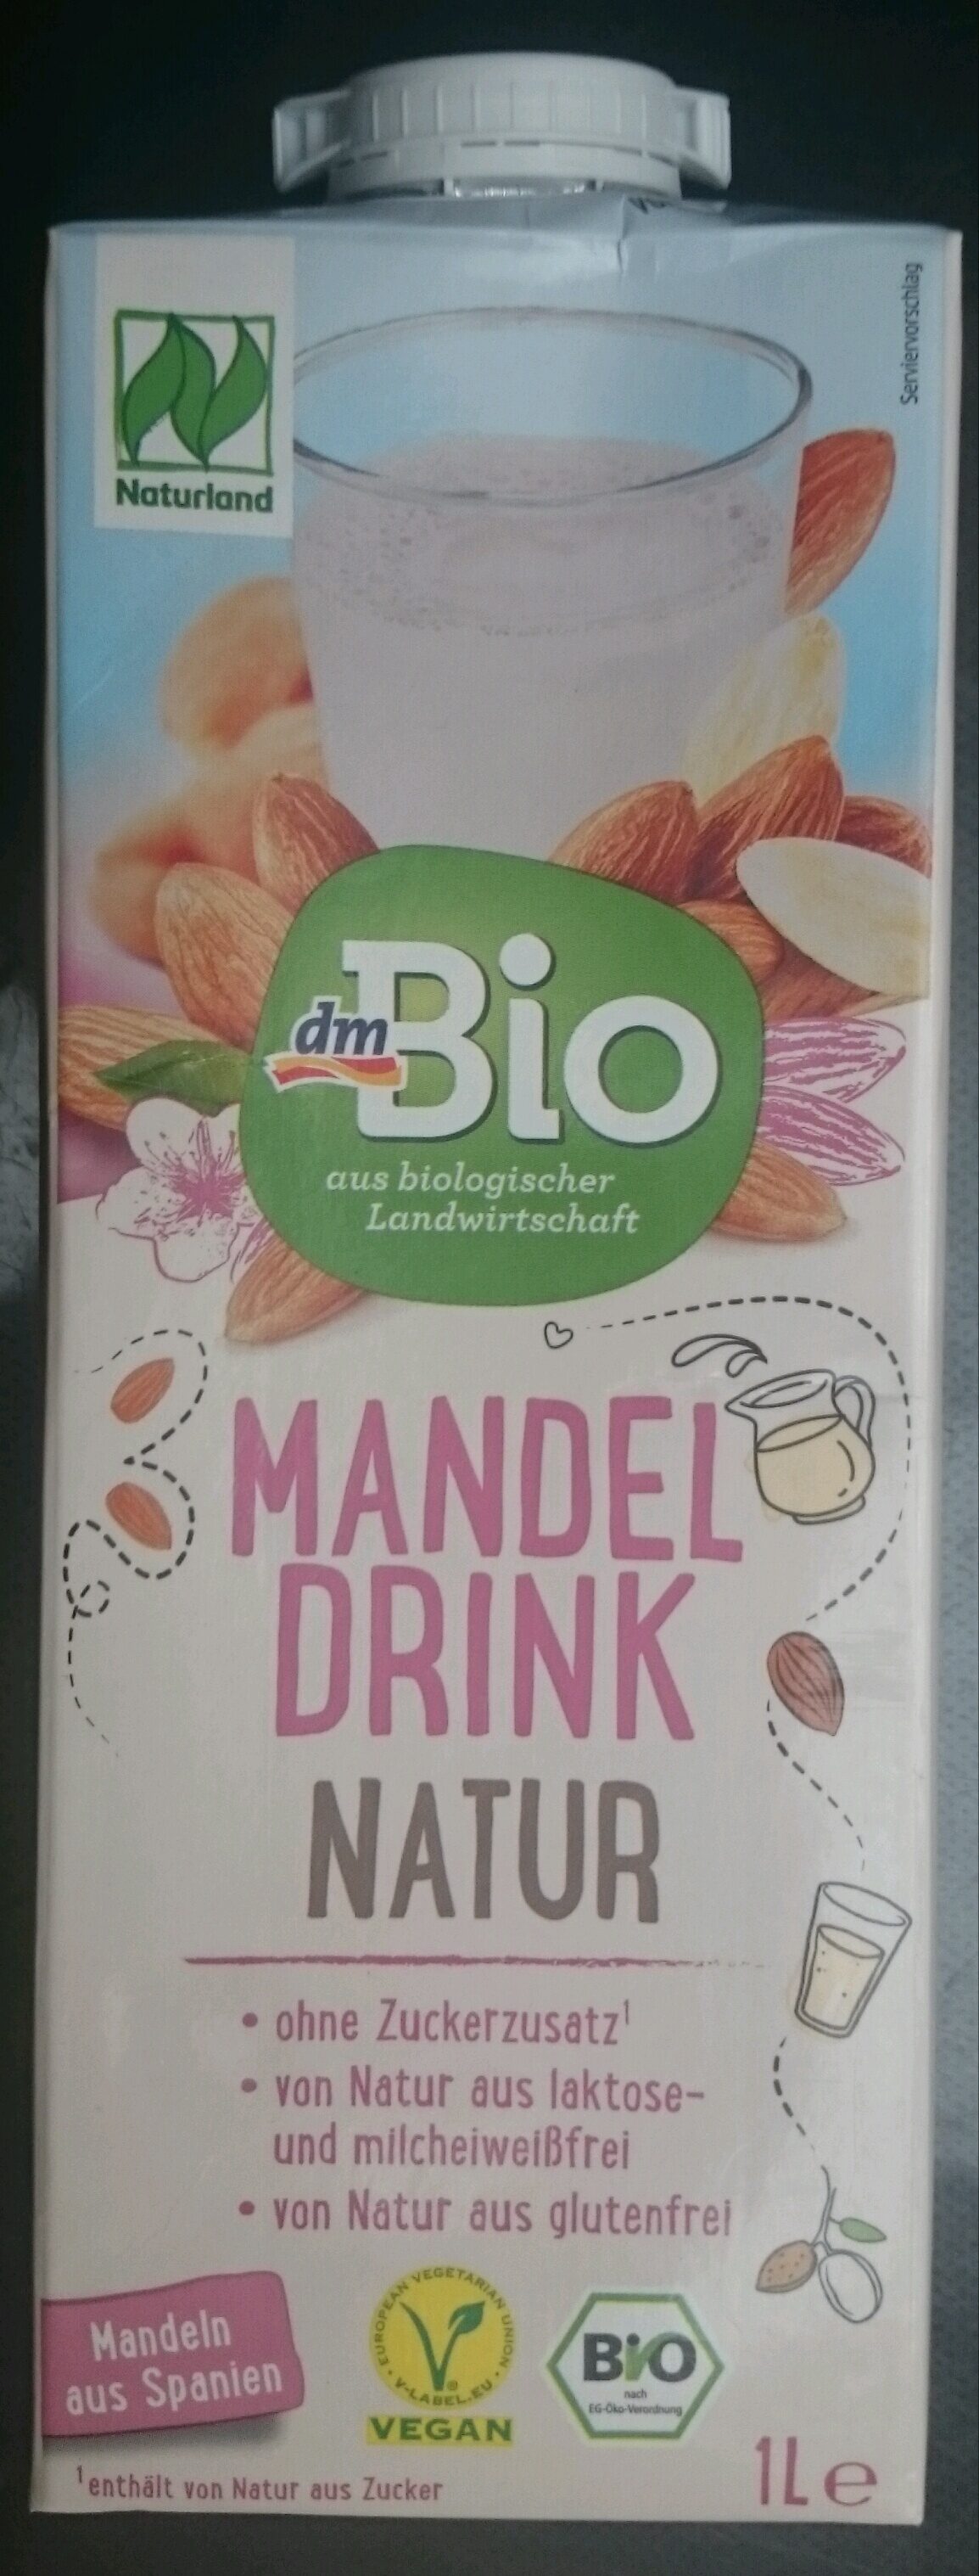 Serviervorschlag
Naturland
dm
Bio
aus biologischer
Landwirtschaft
MANDEL
DRINK
NATUR
• ohne Zuckerzusatz¹
• von Natur aus laktose-
und milcheiweißfrei
• von Natur aus glutenfrei
Mandeln
aus Spanien
EUROPEAN VEGETARIAN UNION
• V-LABEL.EU •
®
VEGAN
BIO
nach
EG-Öko-Verordnung
1L e
¹enthält von Natur aus Zucker